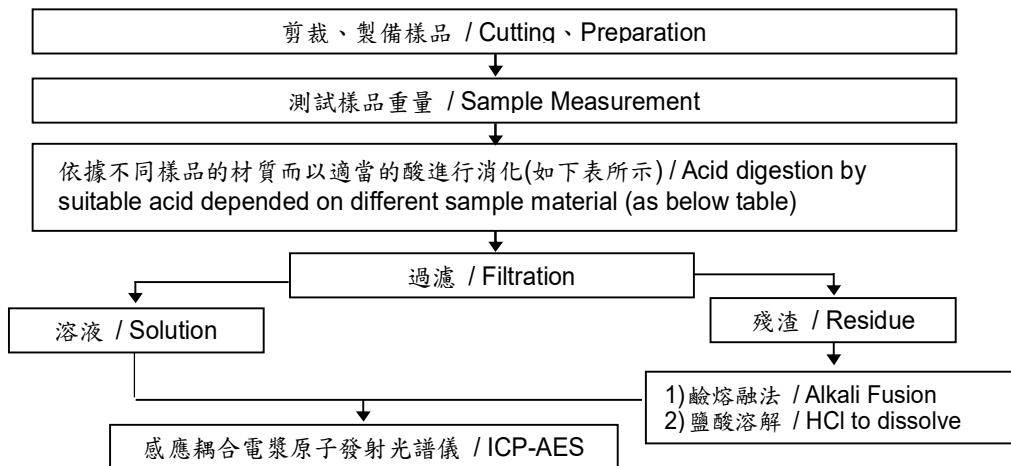 剪裁、製備樣品 / Cutting、Preparation
測試樣品重量 / Sample Measurement
依據不同樣品的材質而以適當的酸進行消化(如下表所示) / Acid digestion by
suitable acid depended on different sample material (as below table)
過濾 / Filtration
溶液 / Solution
殘渣 / Residue
1)鹼熔融法 / Alkali Fusion
2)鹽酸溶解 / HCl to dissolve
感應耦合電漿原子發射光譜儀 / ICP-AES